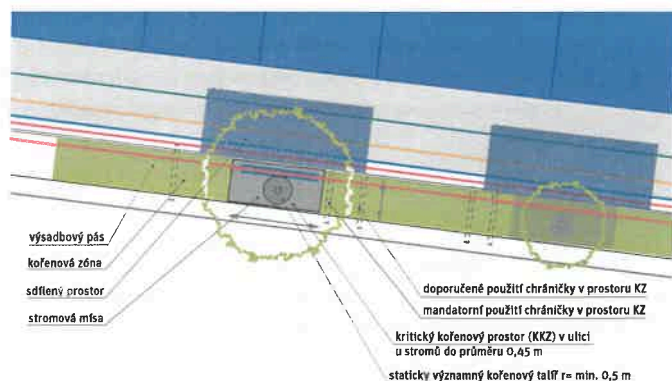 výsadbový pás
kořenová zóna
sdílený prostor
stromová mísa
doporučené použití chráničky v prostoru KZ
mandatorní použití chráničky v prostoru KZ
kritický kořenový prostor (KKZ) v ulici
u stromů do průměru 0,45 m
staticky významný kořenový talíř r= min. 0,5 m